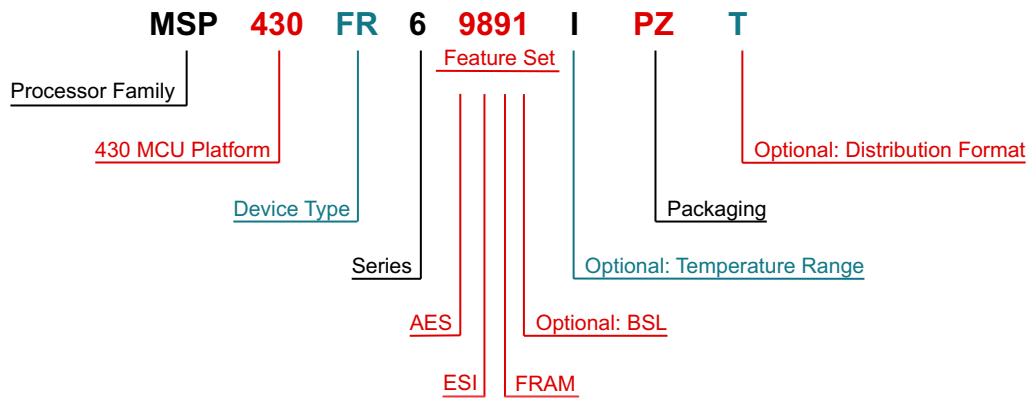 MSP 430 FR 6 9891 I PZ T
Feature Set
Processor Family
430 MCU Platform
Optional: Distribution Format
Device Type
Packaging
Series
Optional: Temperature Range
AES
Optional: BSL
ESI
FRAM